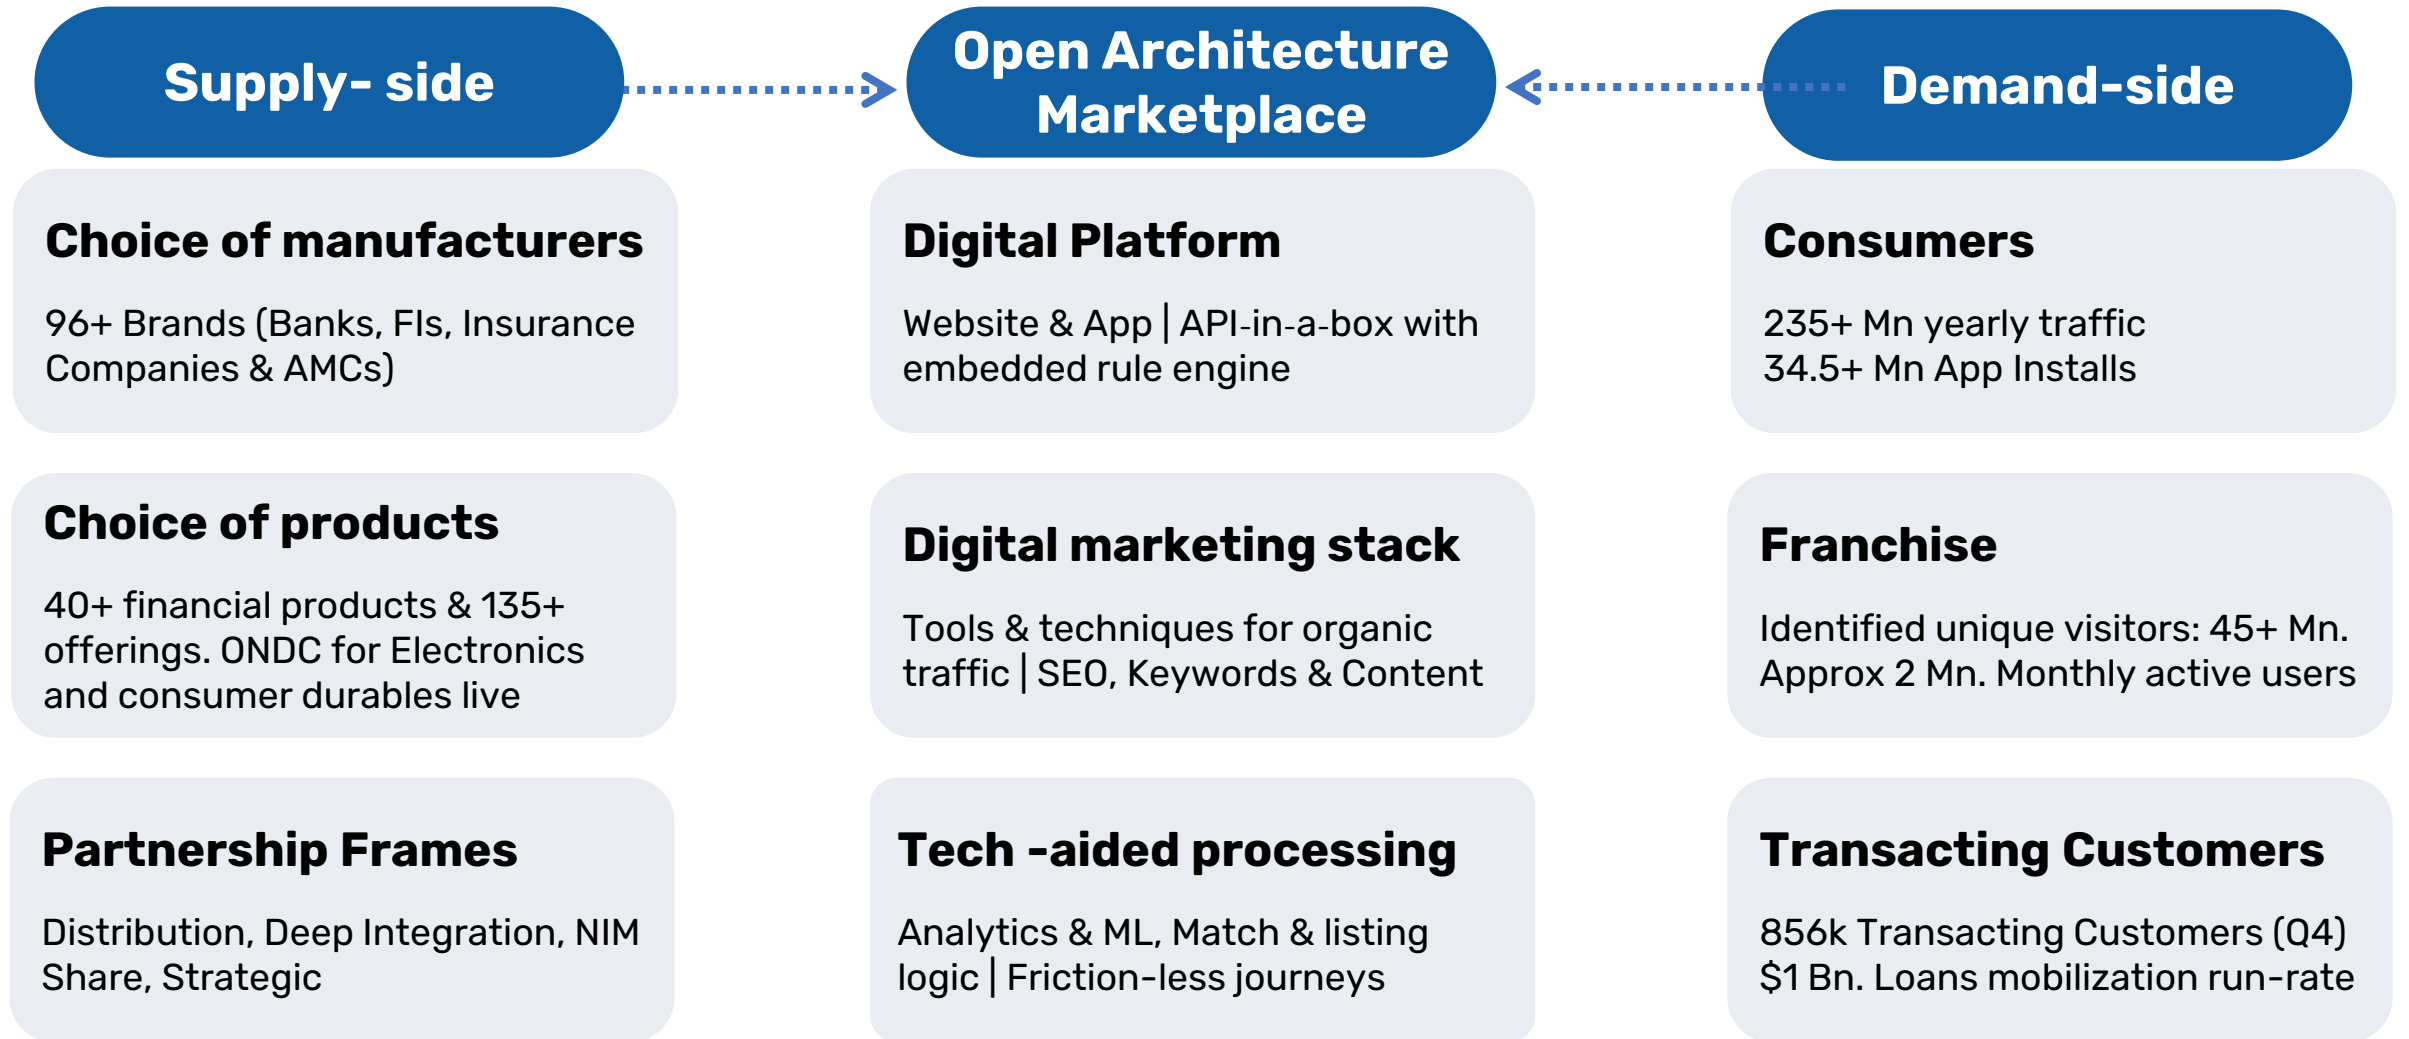 Supply- side
Choice of manufacturers
96+ Brands (Banks, FIs, Insurance
Companies & AMCs)
Choice of products
40+ financial products & 135+
offerings. ONDC for Electronics
and consumer durables live
Partnership Frames
Distribution, Deep Integration, NIM
Share, Strategic
Open Architecture
Marketplace
Digital Platform
Website & App | API-in-a-box with
embedded rule engine
Digital marketing stack
Tools & techniques for organic
traffic | SEO, Keywords & Content
Tech -aided processing
Analytics & ML, Match & listing
logic | Friction-less journeys
Demand-side
Consumers
235+ Mn yearly traffic
34.5+ Mn App Installs
Franchise
Identified unique visitors: 45+ Mn.
Approx 2 Mn. Monthly active users
Transacting Customers
856k Transacting Customers (Q4)
$1 Bn. Loans mobilization run-rate